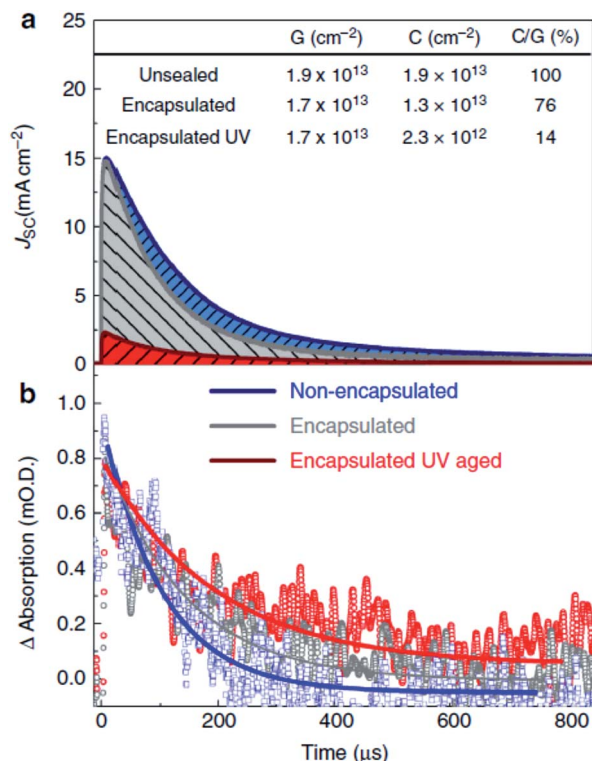 a
G (cm⁻²) C (cm⁻²) C/G (%)
Unsealed 1.9 x 10¹³ 1.9 × 10¹³ 100
Encapsulated 1.7 x 10¹³ 1.3 × 10¹³ 76
Encapsulated UV 1.7 x 10¹³ 2.3 × 10¹² 14
25
20
15
10
5
0
J_SC(mA cm⁻²)
b
Non-encapsulated
Encapsulated
Encapsulated UV aged
1.0
0.8
0.6
0.4
0.2
0.0
Δ Absorption (mO.D.)
0 200 400 600 800
Time (µs)